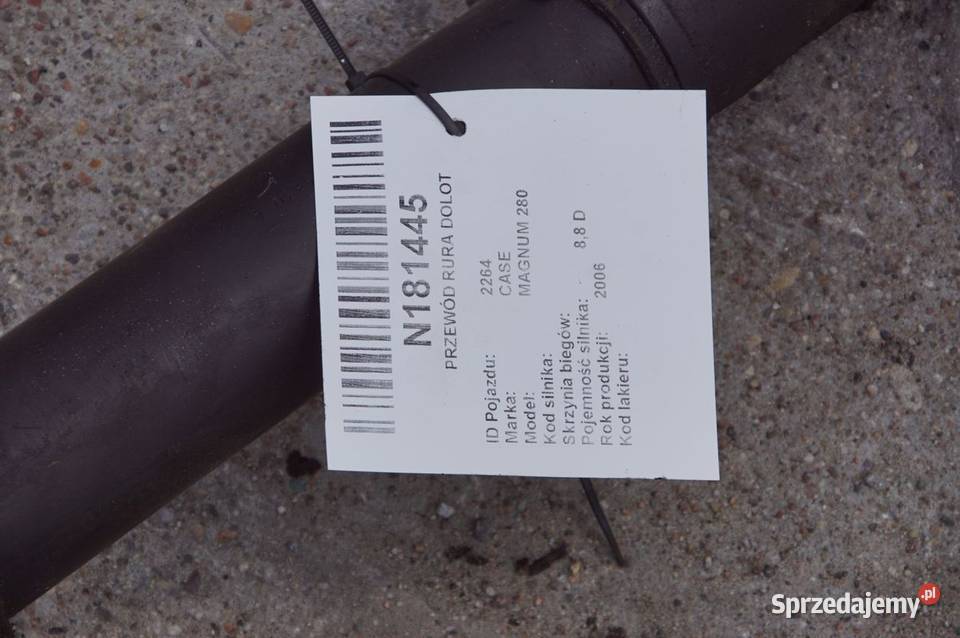 N181445
PRZEWÓD RURA DOLOT
ID Pojazdu: 2264
Marka: CASE
Model: MAGNUM 280
Kod silnika:
Skrzynia biegów:
Pojemność silnika: 8,8 D
Rok produkcji: 2006
Kod lakieru:
Sprzedajemy.pl